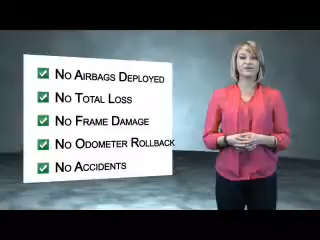 No Airbags Deployed
No Total Loss
No Frame Damage
No Odometer Rollback
No Accidents